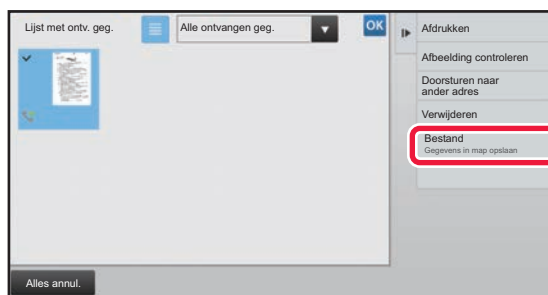 Lijst met ontv. geg.
Alle ontvangen geg.
OK
Afdrukken
Afbeelding controleren
Doorsturen naar
ander adres
Verwijderen
Bestand
Gegevens in map opslaan
Alles annul.